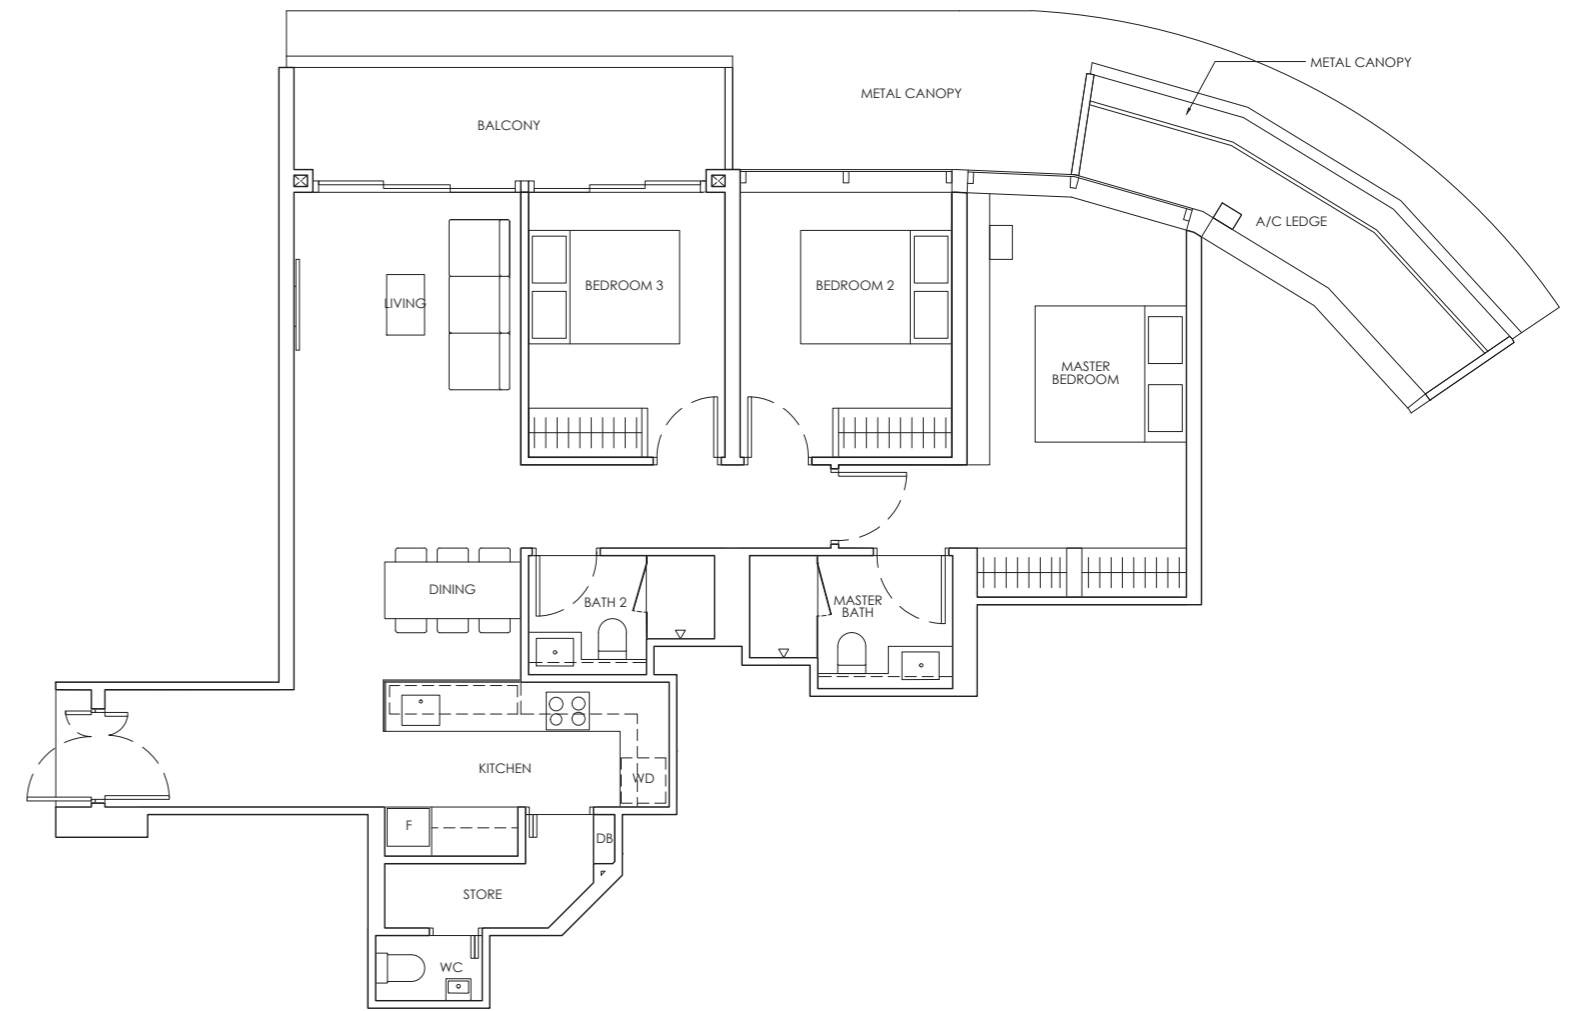 METAL CANOPY
METAL CANOPY
BALCONY
A/C LEDGE
LIVING
BEDROOM 3
BEDROOM 2
MASTER
BEDROOM
DINING
BATH 2
MASTER
BATH
KITCHEN
WD
F
DB
STORE
WC